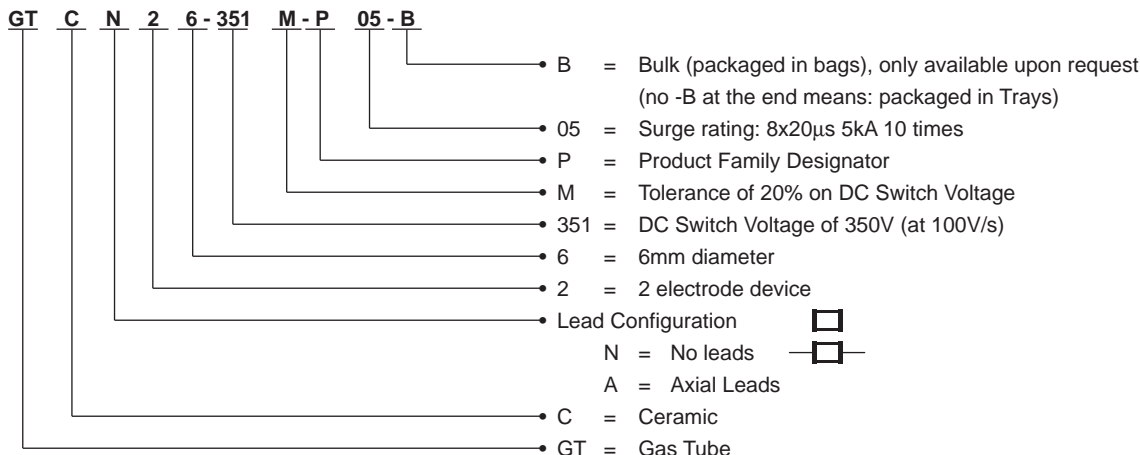 GT C N 2 6 - 351 M - P 05 - B
B = Bulk (packaged in bags), only available upon request
(no -B at the end means: packaged in Trays)
05 = Surge rating: 8x20µs 5kA 10 times
P = Product Family Designator
M = Tolerance of 20% on DC Switch Voltage
351 = DC Switch Voltage of 350V (at 100V/s)
6 = 6mm diameter
2 = 2 electrode device
Lead Configuration
N = No leads
A = Axial Leads
C = Ceramic
GT = Gas Tube